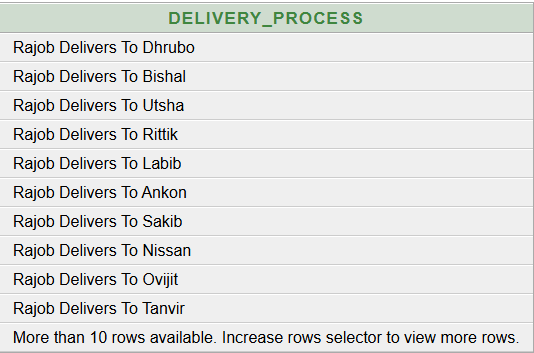 DELIVERY_PROCESS
Rajob Delivers To Dhrubo
Rajob Delivers To Bishal
Rajob Delivers To Utsha
Rajob Delivers To Rittik
Rajob Delivers To Labib
Rajob Delivers To Ankon
Rajob Delivers To Sakib
Rajob Delivers To Nissan
Rajob Delivers To Ovijit
Rajob Delivers To Tanvir
More than 10 rows available. Increase rows selector to view more rows.